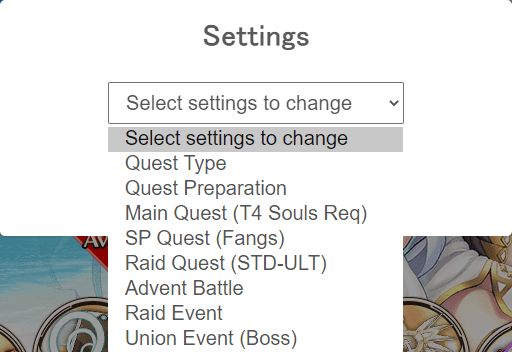 Settings
Select settings to change
Select settings to change
Quest Type
Quest Preparation
Main Quest (T4 Souls Req)
SP Quest (Fangs)
Raid Quest (STD-ULT)
Advent Battle
Raid Event
Union Event (Boss)